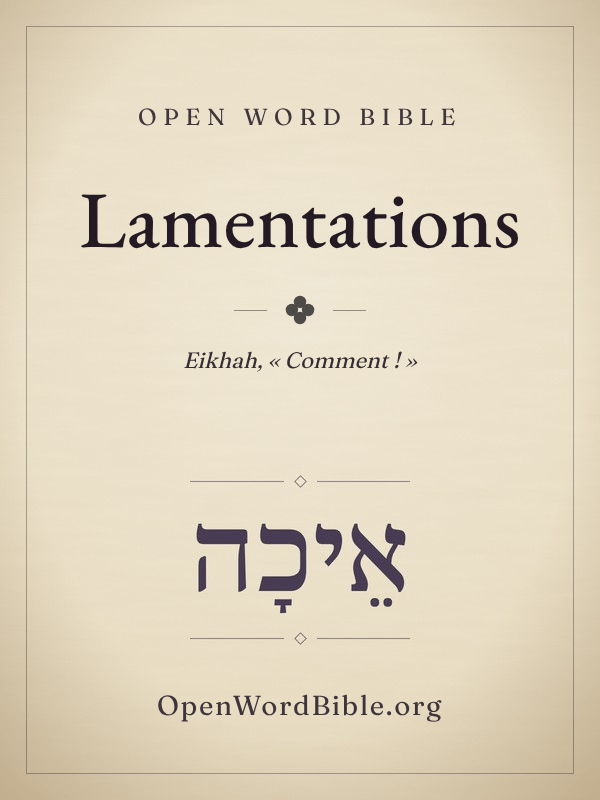 OPEN WORD BIBLE
Lamentations
Eikhah, « Comment ! »
אֵיכָה
OpenWordBible.org